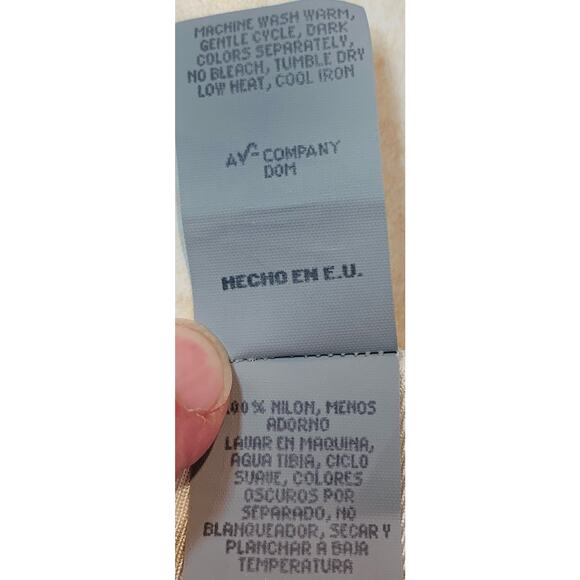 MACHINE WASH WARM,
GENTLE CYCLE, DARK
COLORS SEPARATELY,
NO BLEACH, TUMBLE DRY
LOW HEAT, COOL IRON
COMPANY
DOM
HECHO EN E.U.
100 % NILON, MENOS
ADORNO
LAVAR EN MAQUINA,
AGUA TIBIA, CICLO
SUAVE, COLORES
OSCUROS POR
SEPARADO, NO
BLANQUEADOR, SECAR Y
PLANCHAR A BAJA
TEMPERATURA